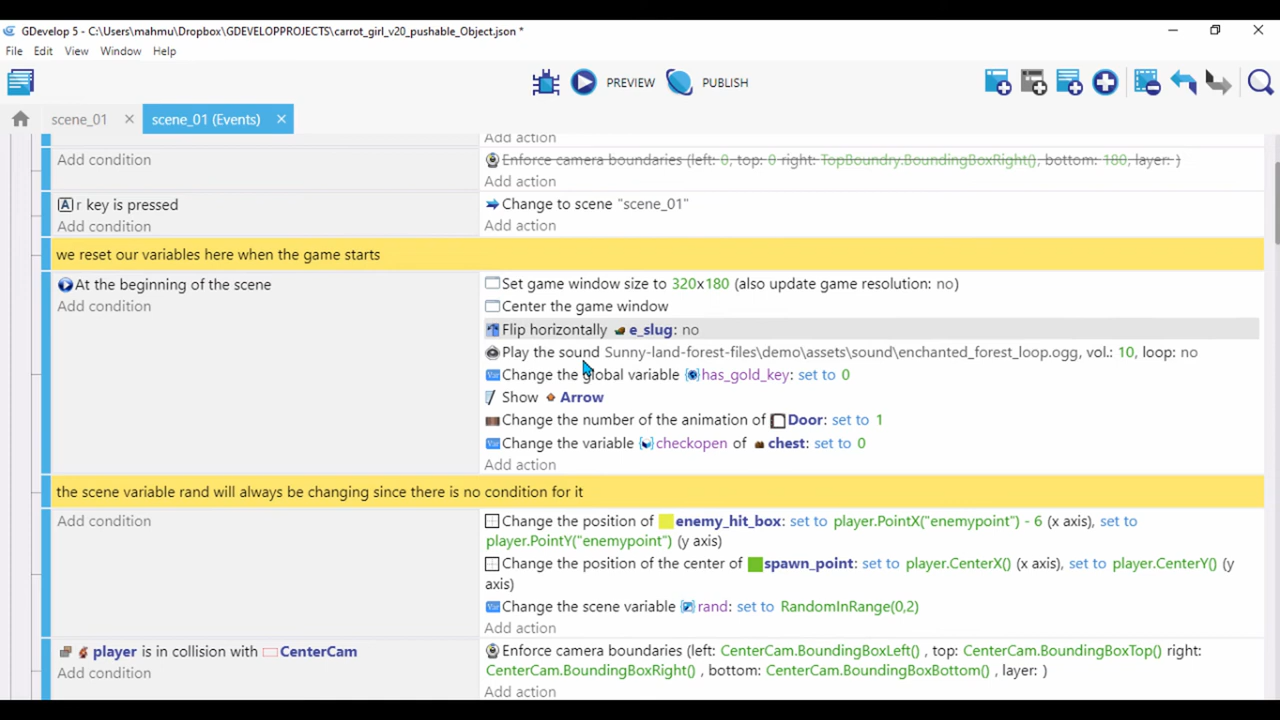 GDevelop 5 - C:\Users\mahmu\Dropbox\GDEVELOPPROJECTS\carrot_girl_v20_pushable_Object.json *
File Edit View Window Help
PREVIEW PUBLISH
scene_01 × scene_01 (Events) ×
Add action
Add condition Enforce camera boundaries (left: 0, top: 0 right: TopBoundry.BoundingBoxRight(), bottom: 180, layer: )
Add action
A r key is pressed Change to scene "scene_01"
Add condition Add action
we reset our variables here when the game starts
At the beginning of the scene Set game window size to 320x180 (also update game resolution: no)
Add condition Center the game window
Flip horizontally e_slug: no
Play the sound Sunny-land-forest-files\demo\assets\sound\enchanted_forest_loop.ogg, vol.: 10, loop: no
Var Change the global variable has_gold_key: set to 0
Show Arrow
Change the number of the animation of Door: set to 1
Var Change the variable checkopen of chest: set to 0
Add action
the scene variable rand will always be changing since there is no condition for it
Add condition Change the position of enemy_hit_box: set to player.PointX("enemypoint") - 6 (x axis), set to
player.PointY("enemypoint") (y axis)
Change the position of the center of spawn_point: set to player.CenterX() (x axis), set to player.CenterY() (y
axis)
Var Change the scene variable rand: set to RandomInRange(0,2)
Add action
player is in collision with CenterCam Enforce camera boundaries (left: CenterCam.BoundingBoxLeft() , top: CenterCam.BoundingBoxTop() right:
Add condition CenterCam.BoundingBoxRight() , bottom: CenterCam.BoundingBoxBottom() , layer: )
Add action